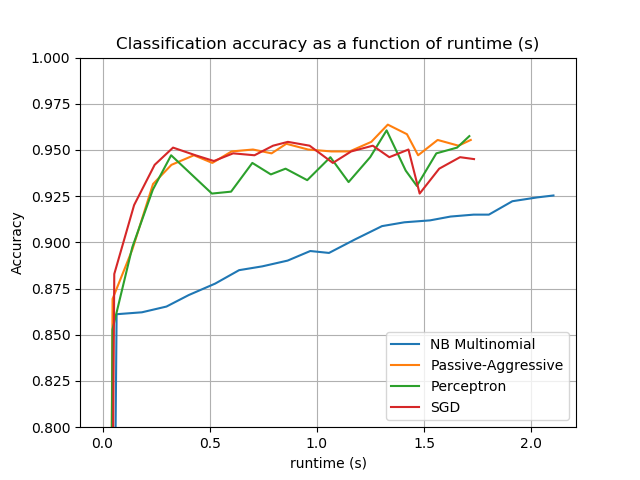 Classification accuracy as a function of runtime (s)
1.000
0.975
0.950
0.925
0.900
0.875
0.850
0.825
0.800
Accuracy
NB Multinomial
Passive-Aggressive
Perceptron
SGD
0.0 0.5 1.0 1.5 2.0
runtime (s)